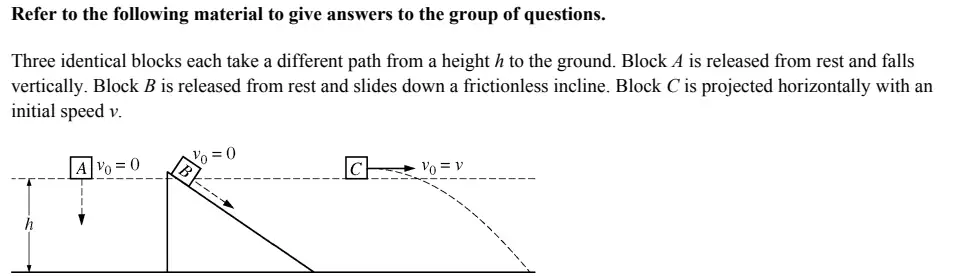 Refer to the following material to give answers to the group of questions.
Three identical blocks each take a different path from a height h to the ground. Block A is released from rest and falls
vertically. Block B is released from rest and slides down a frictionless incline. Block C is projected horizontally with an
initial speed v.
A v₀ = 0
B v₀ = 0
C v₀ = v
h